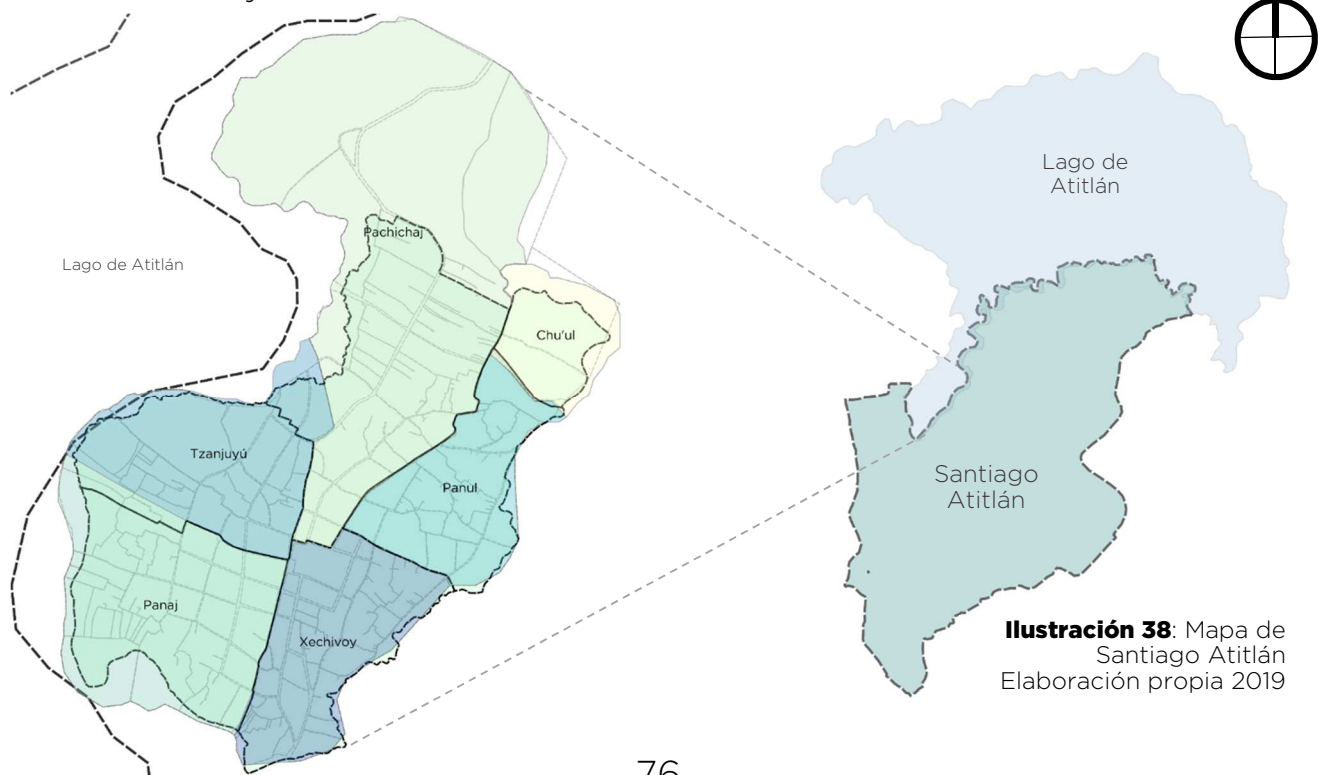 Lago de Atitlán
Pachichaj
Chu'ul
Tzanjuyú
Panul
Panaj
Xechivoy
Lago de
Atitlán
Santiago
Atitlán
Ilustración 38: Mapa de
Santiago Atitlán
Elaboración propia 2019
76